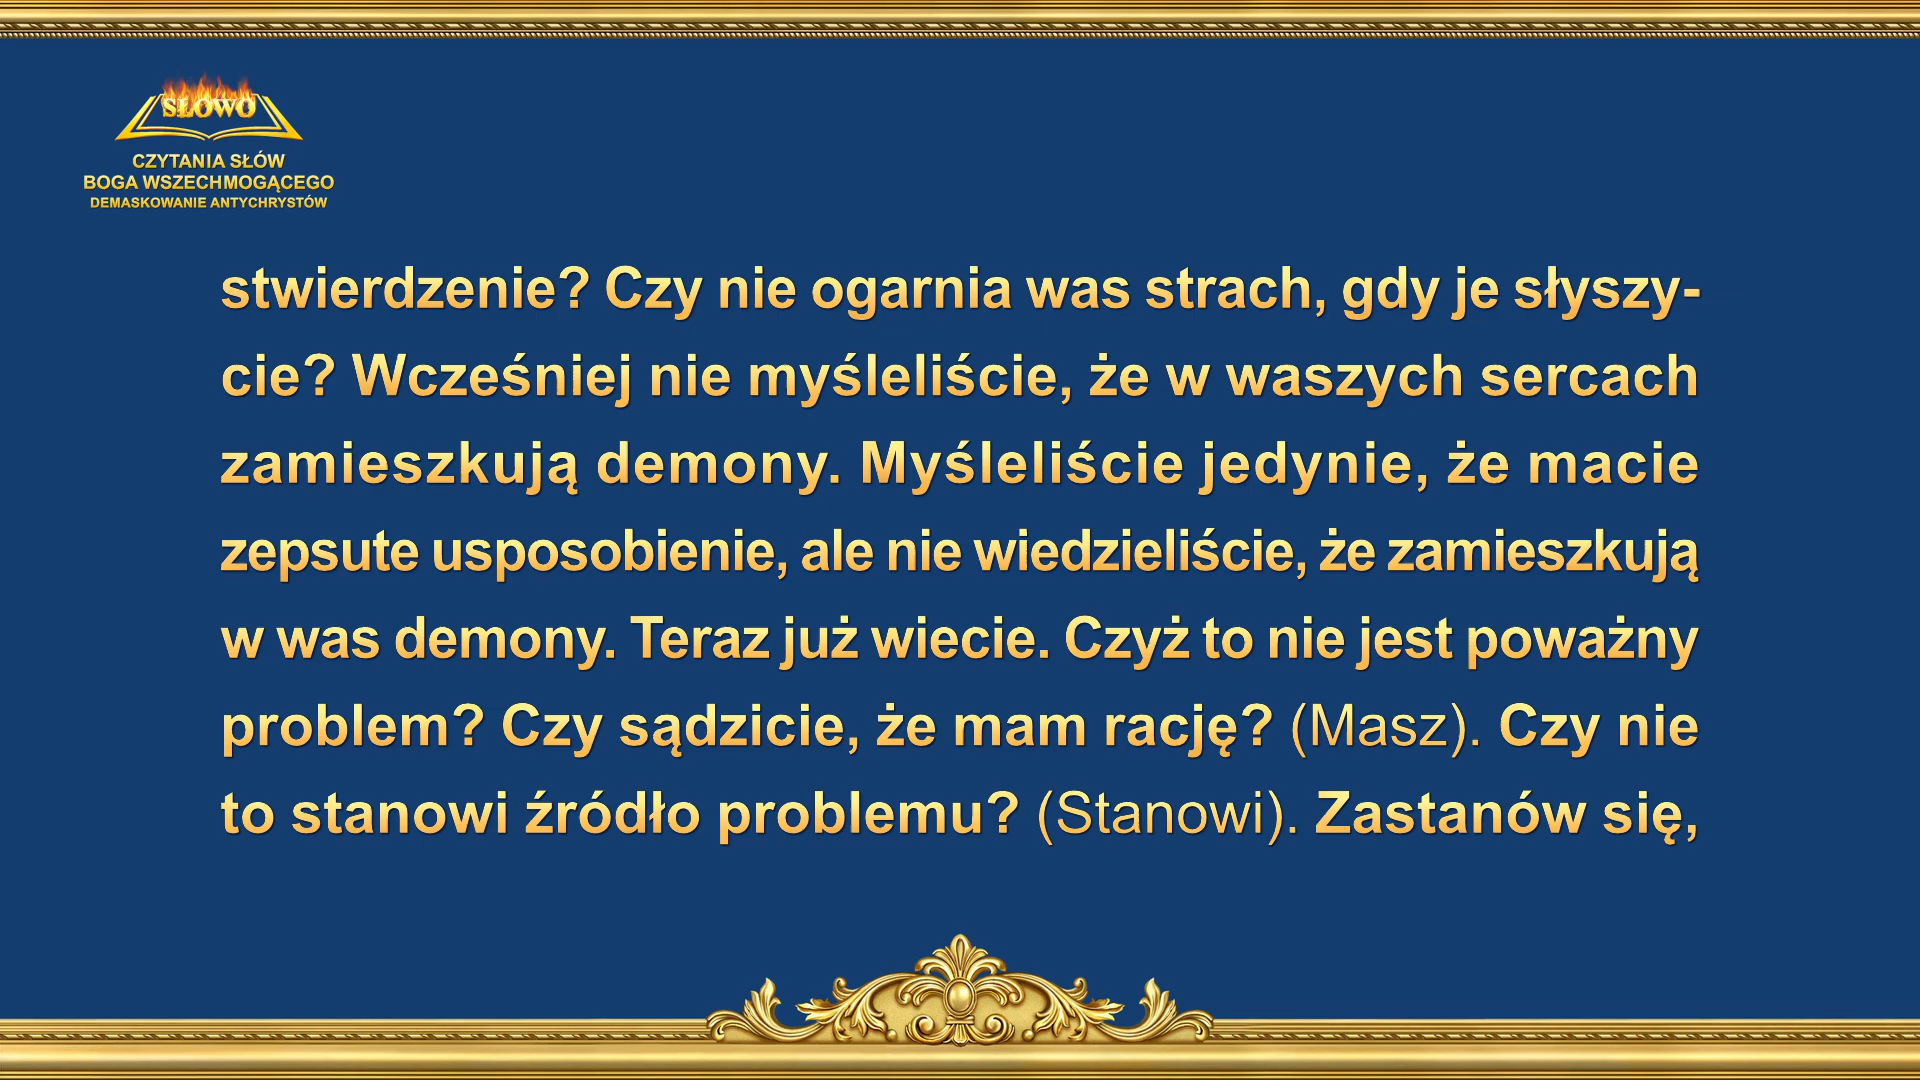 SŁOWO
CZYTANIA SŁÓW
BOGA WSZECHMOGĄCEGO
DEMASKOWANIE ANTYCHRYSTÓW
stwierdzenie? Czy nie ogarnia was strach, gdy je słyszy-
cie? Wcześniej nie myśleliście, że w waszych sercach
zamieszkują demony. Myśleliście jedynie, że macie
zepsute usposobienie, ale nie wiedzieliście, że zamieszkują
w was demony. Teraz już wiecie. Czyż to nie jest poważny
problem? Czy sądzicie, że mam rację? (Masz). Czy nie
to stanowi źródło problemu? (Stanowi). Zastanów się,